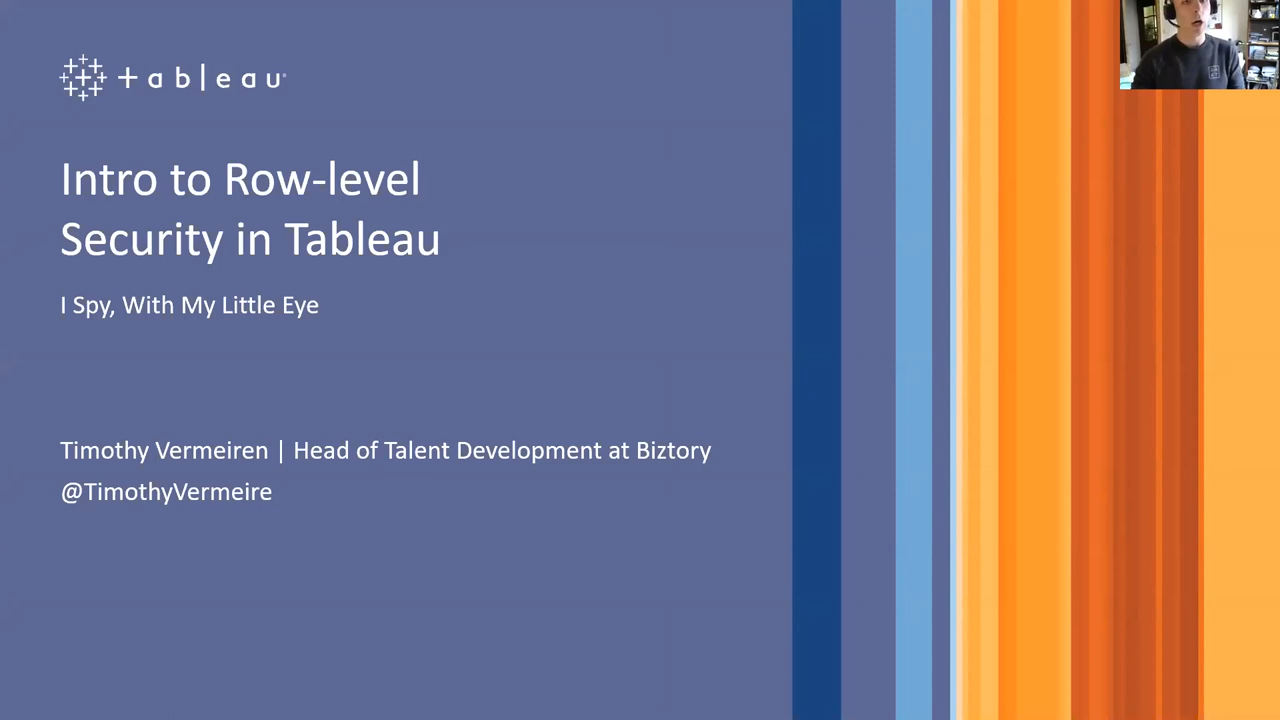 + a b l e a u
Intro to Row-level
Security in Tableau
I Spy, With My Little Eye
Timothy Vermeiren | Head of Talent Development at Biztory
@TimothyVermeire